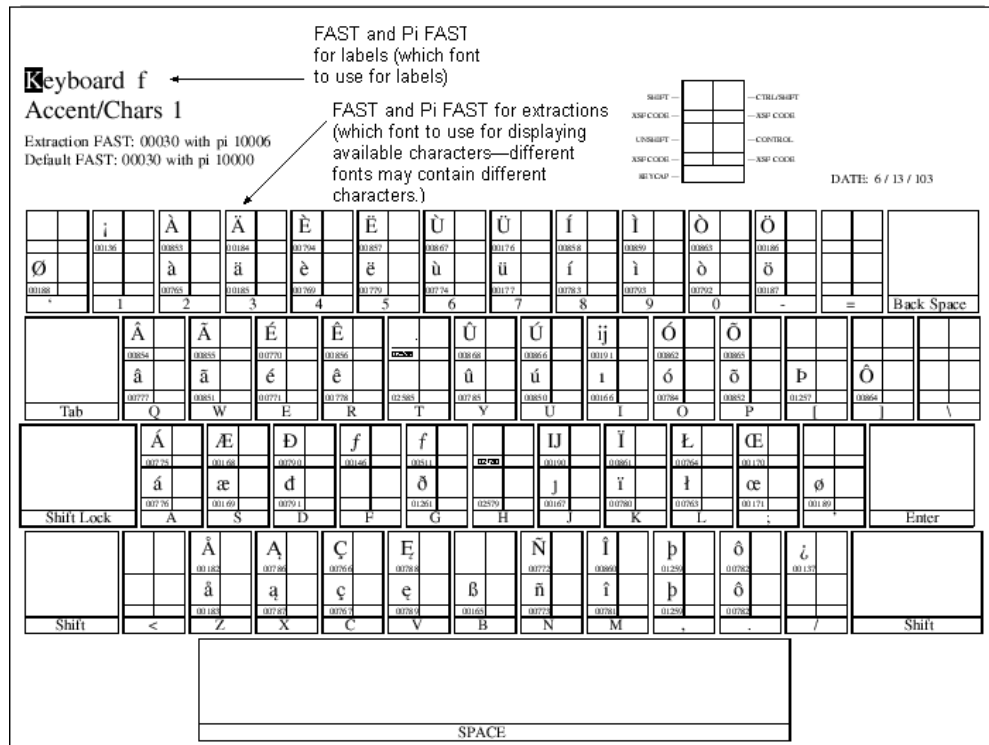 FAST and Pi FAST
for labels (which font
to use for labels)
Keyboard f
Accent/Chars 1
FAST and Pi FAST for extractions
(which font to use for displaying
available characters—different
fonts may contain different
characters.)
Extraction FAST: 00030 with pi 10006
Default FAST: 00030 with pi 10000
SHIFT CTRL/SHIFT
XSF CODE XSF CODE
UNSHIFT CONTROL
XSF CODE XSF CODE
KEYCAP
DATE: 6 / 13 / 103
¡ À Ä È Ë Ù Ü Í Ì Ò Ö
00136 00853 00184 00794 00857 00867 00176 00858 00859 00863 00186
Ø à ä è ë ù ü í ì ò ö
00188 00765 00185 00769 00779 00774 00177 00783 00793 00792 00187
` 1 2 3 4 5 6 7 8 9 0 - = Back Space
Â Ã É Ê . Û Ú ij Ó Õ
00854 00855 00770 00856 00868 00866 00191 00862 00865
â ã é ê û ú ı ó õ Þ Ô
00777 00851 00771 00778 02585 00785 00850 00166 00784 00852 01257 00864
Tab Q W E R T Y U I O P [ ] \
Á Æ Đ ƒ f IJ Ï Ł Œ
00775 00168 00790 00146 00511 00190 00861 00764 00170
á æ đ ð ȷ ï ł œ ø
00776 00169 00791 01261 02579 00167 00780 00763 00171 00189
Shift Lock A S D F G H J K L ; ' Enter
Å Ą Ç Ę Ñ Î þ ô ¿
00182 00786 00766 00788 00772 00860 01259 00782 00137
å ą ç ę ß ñ î þ ô
00183 00787 00767 00789 00165 00773 00781 01259 00782
Shift < Z X C V B N M , . / Shift
SPACE